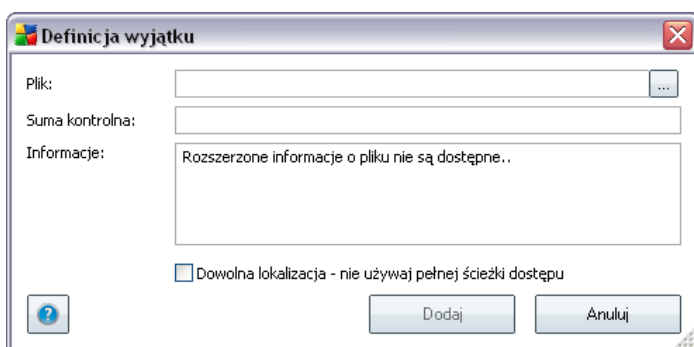 Definicja wyjątku
Plik:
...
Suma kontrolna:
Informacje:
Rozszerzone informacje o pliku nie są dostępne..
Dowolna lokalizacja - nie używaj pełnej ścieżki dostępu
?
Dodaj
Anuluj